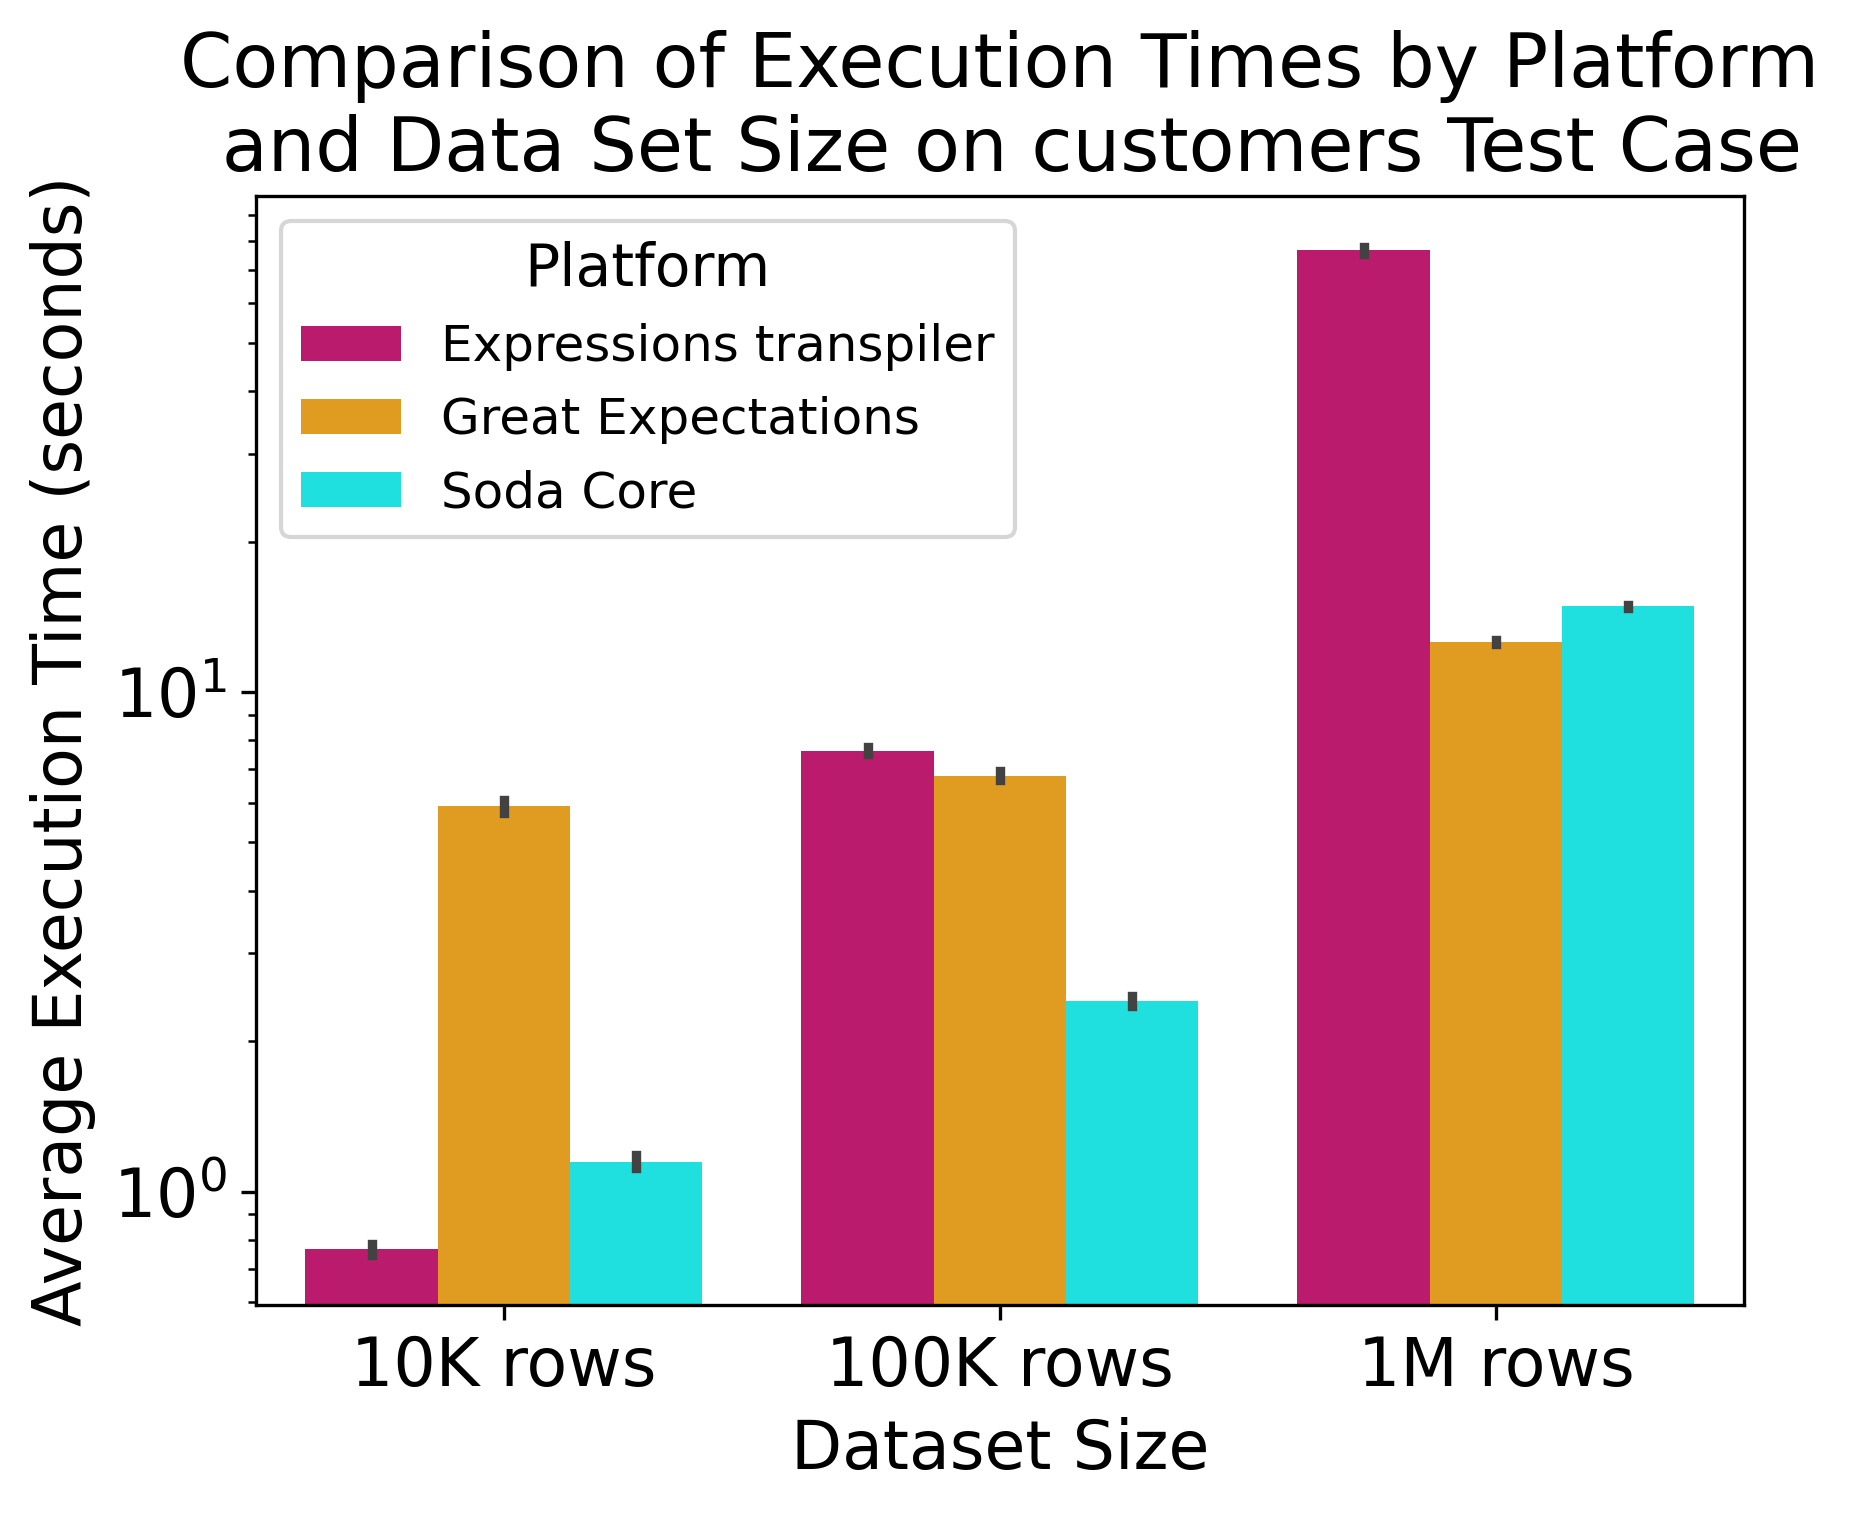 Comparison of Execution Times by Platform
and Data Set Size on customers Test Case
Average Execution Time (seconds)
Platform
Expressions transpiler
Great Expectations
Soda Core
10¹
10⁰
10K rows
100K rows
1M rows
Dataset Size